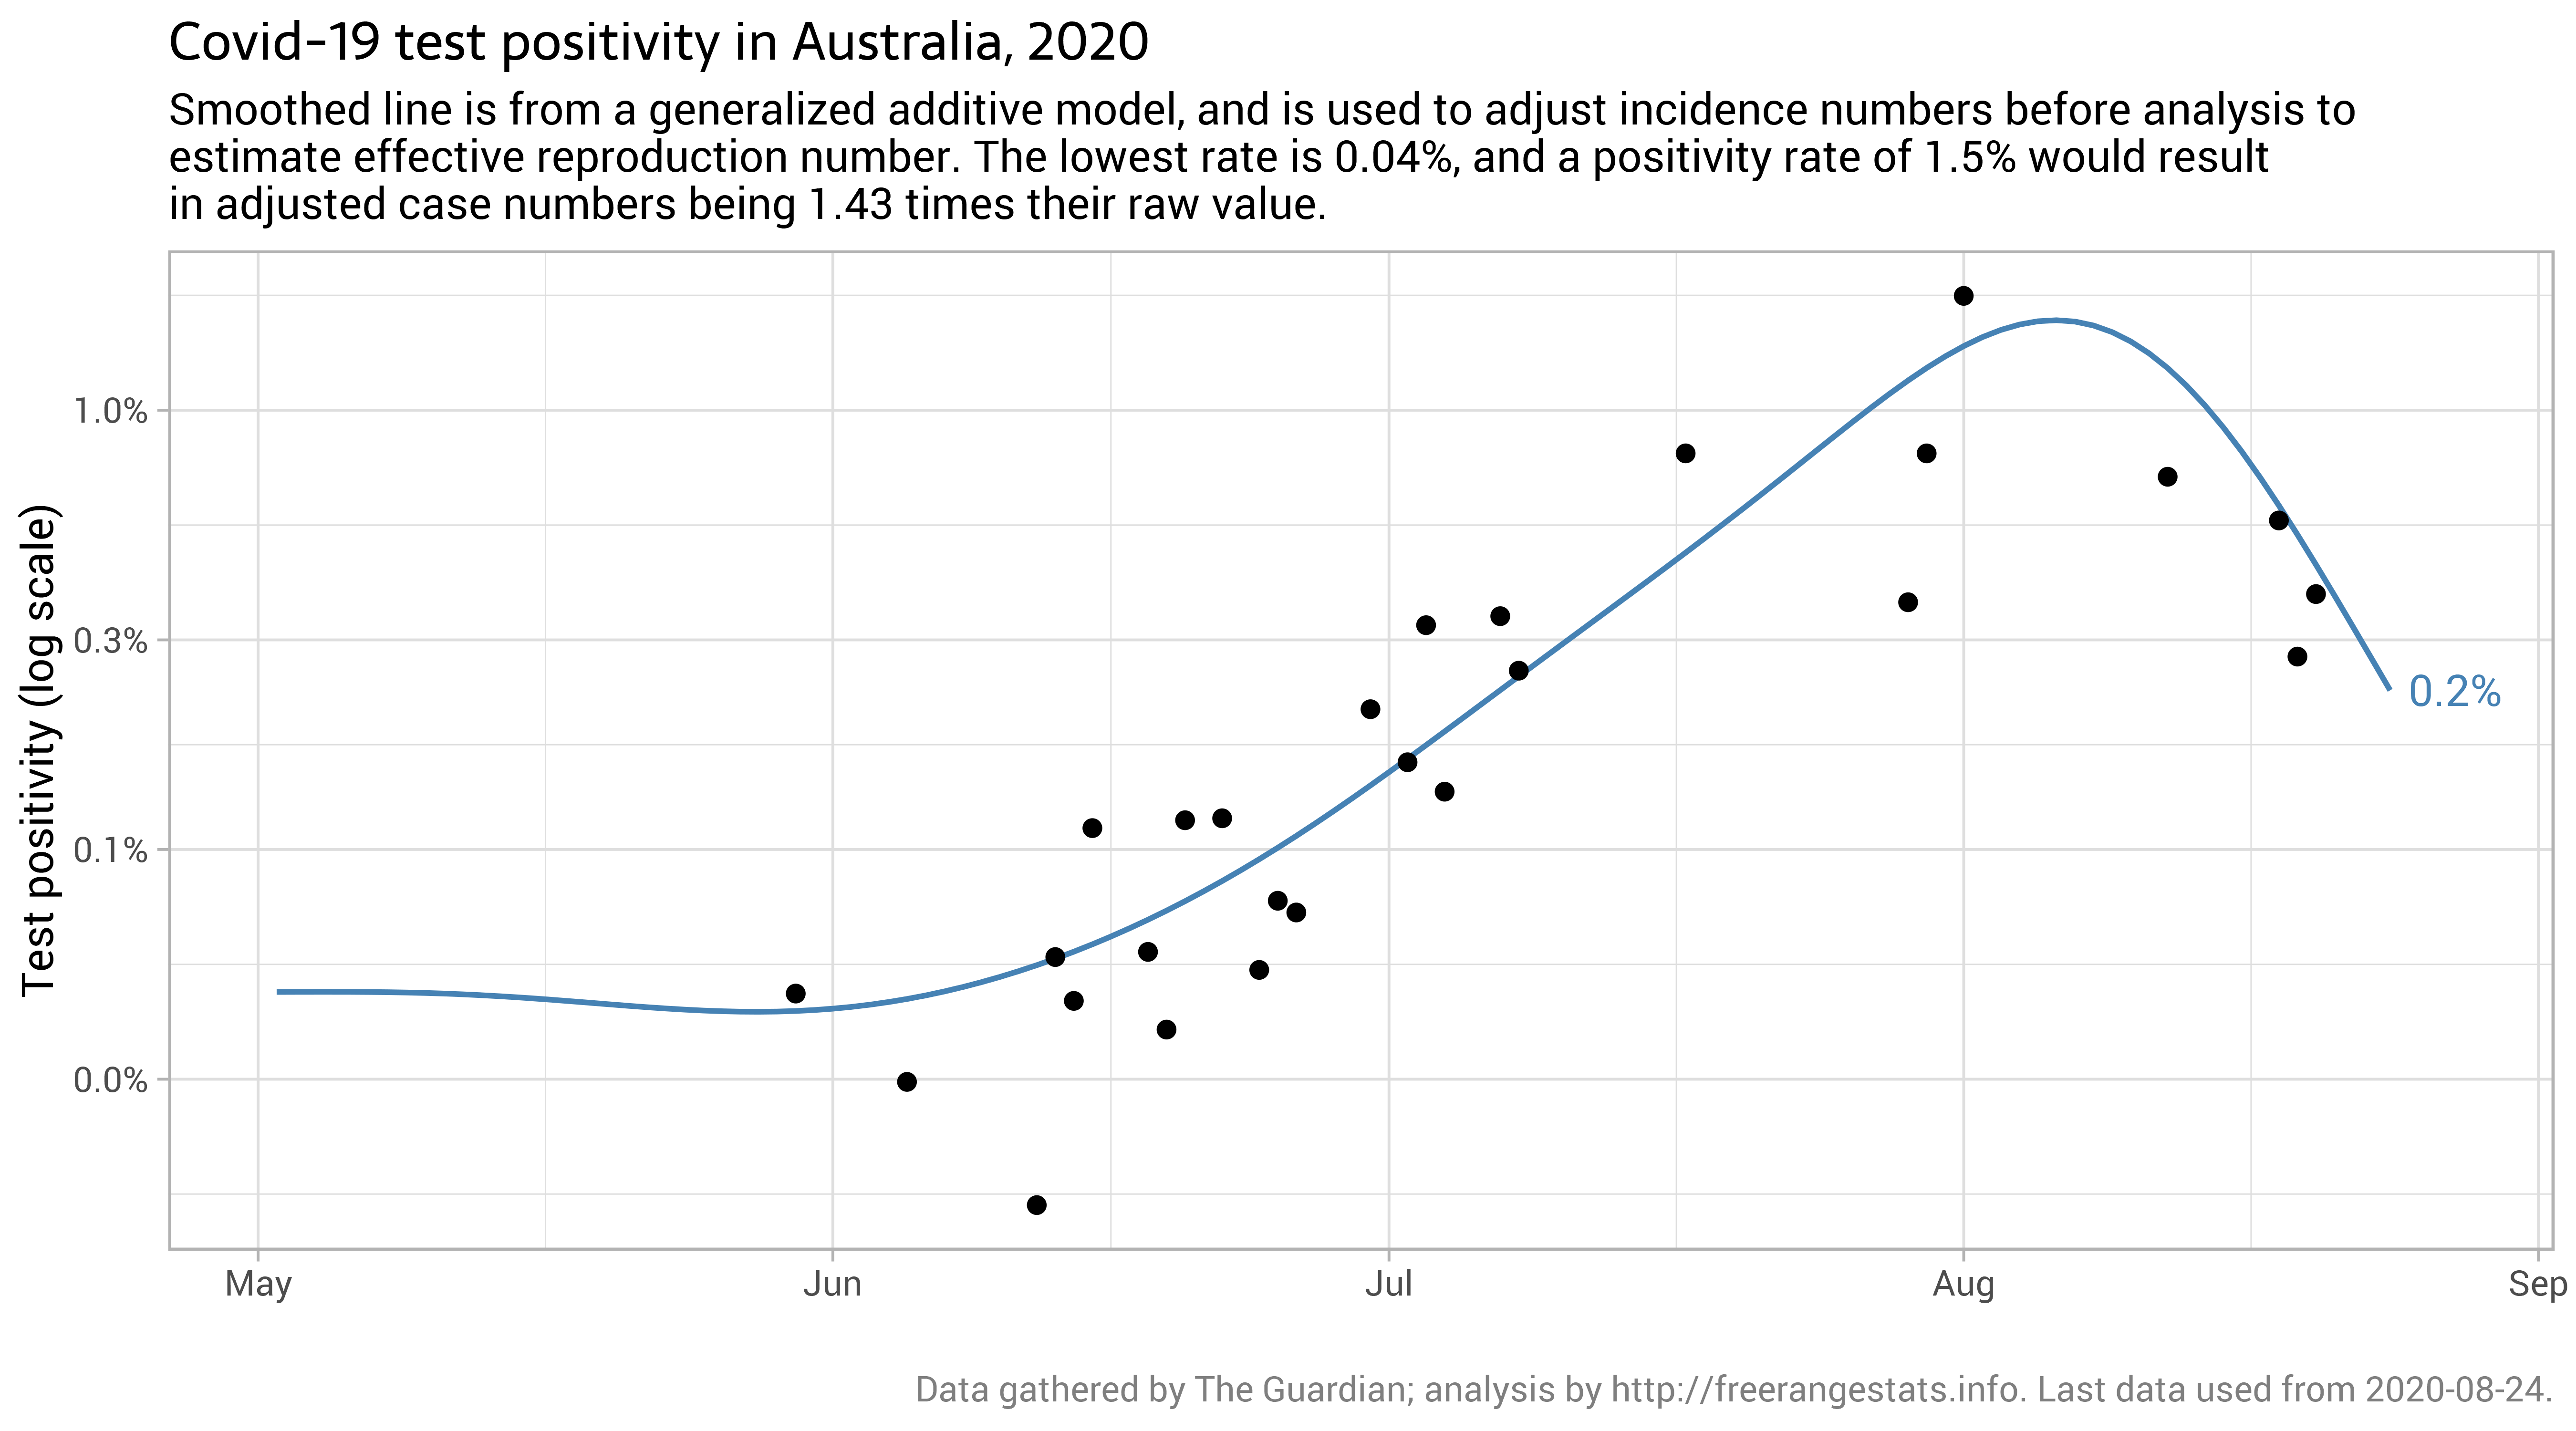 Covid-19 test positivity in Australia, 2020
Smoothed line is from a generalized additive model, and is used to adjust incidence numbers before analysis to
estimate effective reproduction number. The lowest rate is 0.04%, and a positivity rate of 1.5% would result
in adjusted case numbers being 1.43 times their raw value.
Test positivity (log scale)
1.0%
0.3%
0.1%
0.0%
0.2%
May Jun Jul Aug Sep
Data gathered by The Guardian; analysis by http://freerangestats.info. Last data used from 2020-08-24.